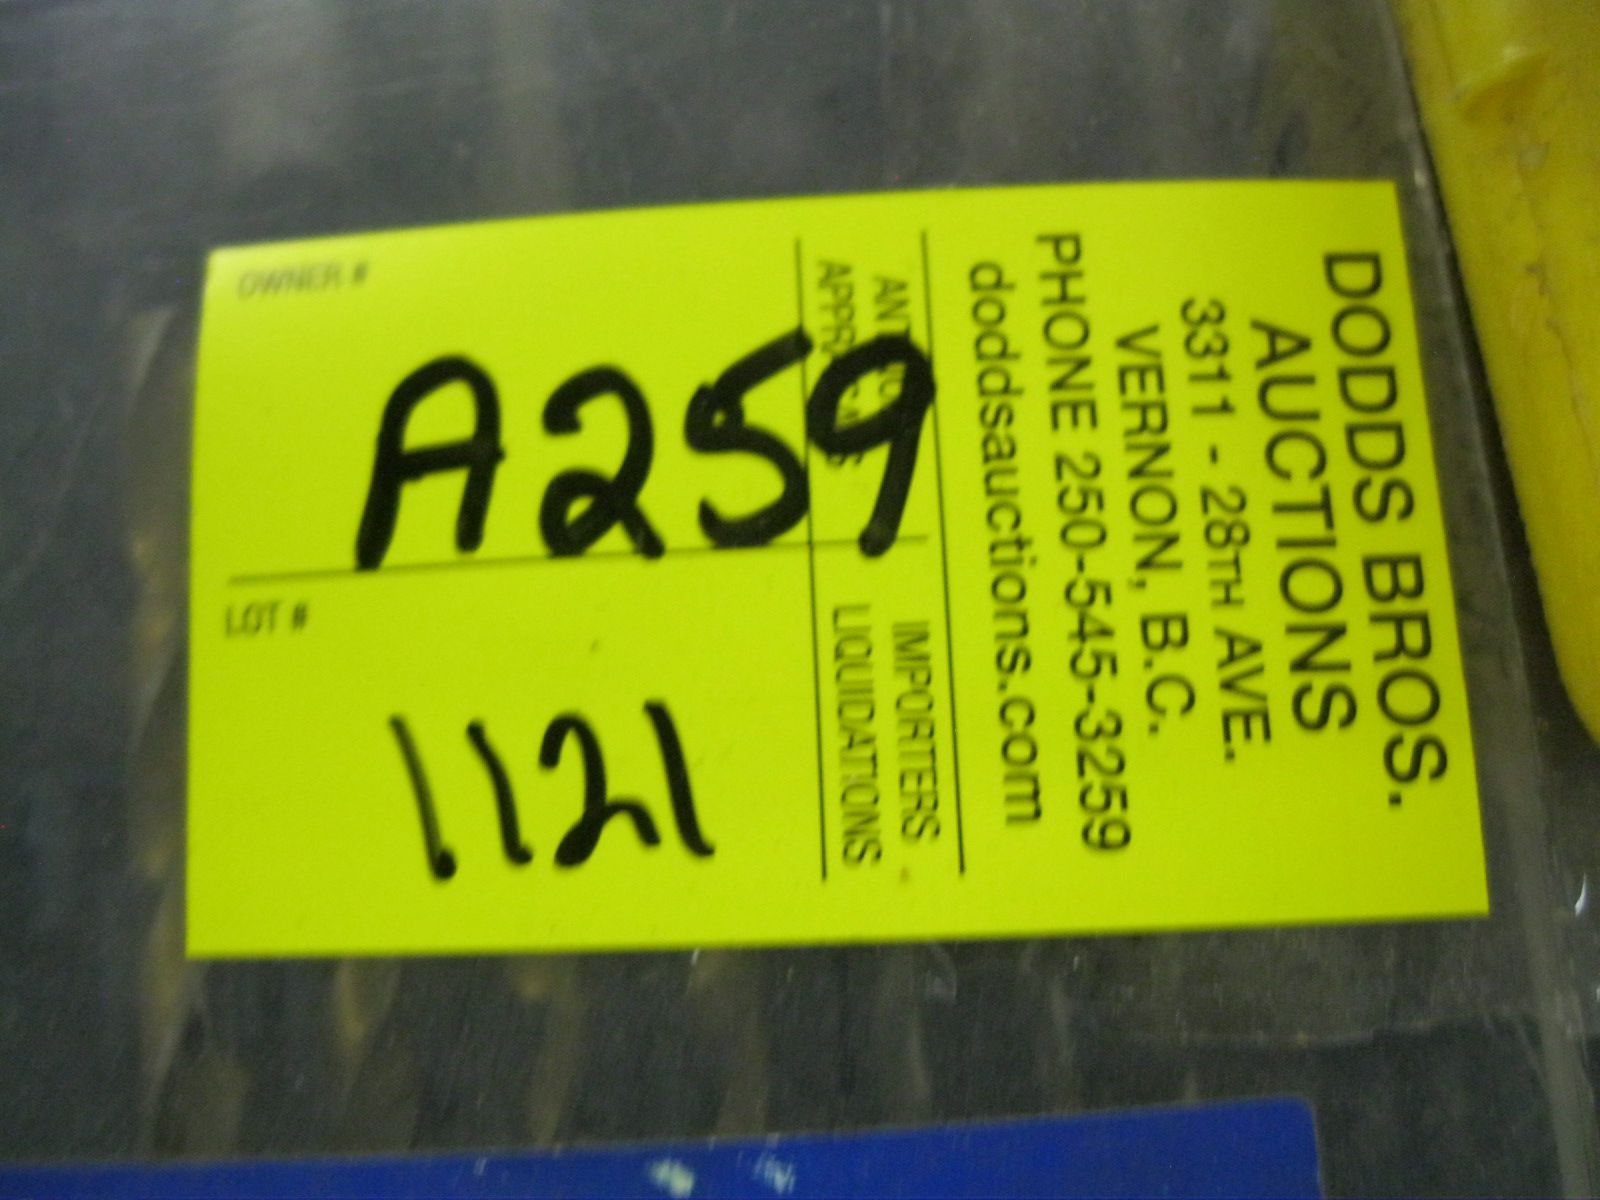 DODDS BROS.
AUCTIONS
3311 - 28TH AVE.
VERNON, B.C.
PHONE 250-545-3259
doddsauctions.com
IMPORTERS
LIQUIDATIONS
OWNER #
A259
LOT #
1121